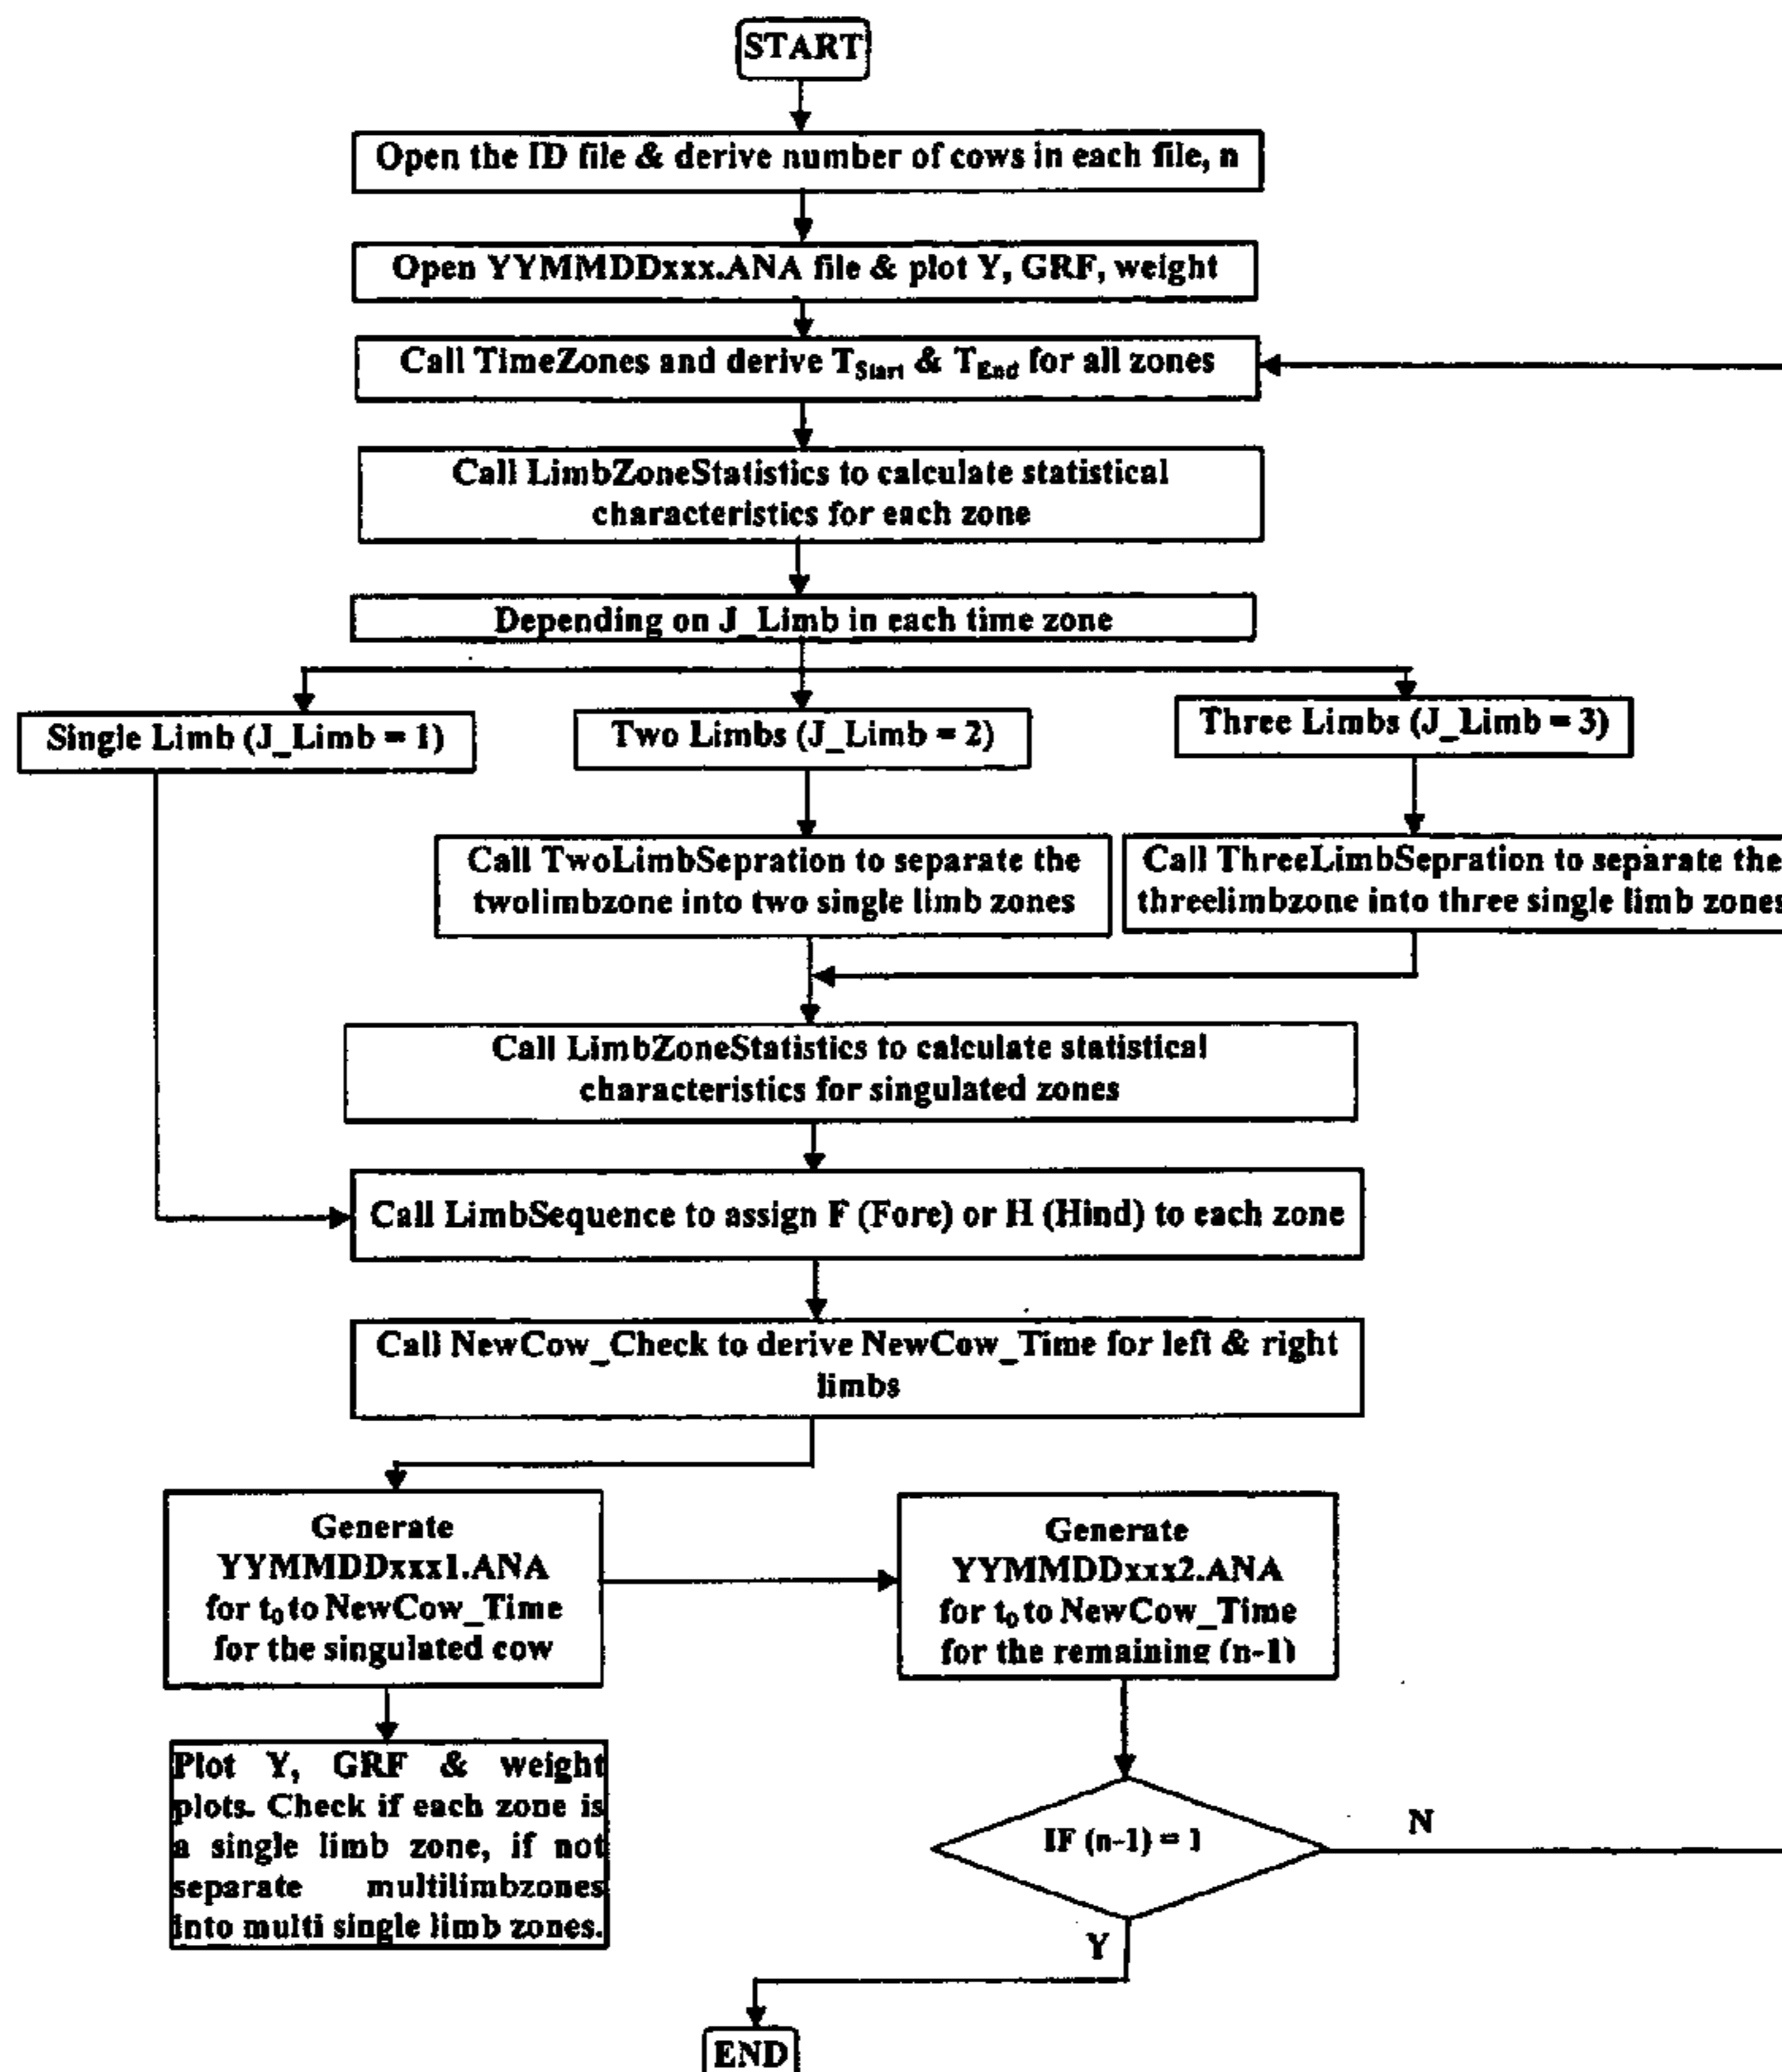 START
Open the ID file & derive number of cows in each file, n
Open YYMMDDxxx.ANA file & plot Y, GRF, weight
Call TimeZones and derive TStart & TEnd for all zones
Call LimbZoneStatistics to calculate statistical
characteristics for each zone
Depending on J_Limb in each time zone
Single Limb (J_Limb = 1)
Two Limbs (J_Limb = 2)
Three Limbs (J_Limb = 3)
Call TwoLimbSepration to separate the
twolimbzone into two single limb zones
Call ThreeLimbSepration to separate the
threelimbzone into three single limb zones
Call LimbZoneStatistics to calculate statistical
characteristics for singulated zones
Call LimbSequence to assign F (Fore) or H (Hind) to each zone
Call NewCow_Check to derive NewCow_Time for left & right
limbs
Generate
YYMMDDxxx1.ANA
for t0 to NewCow_Time
for the singulated cow
Generate
YYMMDDxxx2.ANA
for t0 to NewCow_Time
for the remaining (n-1)
Plot Y, GRF & weight
plots. Check if each zone is
a single limb zone, if not
separate multilimbzones
into multi single limb zones.
IF (n-1) = 1
N
Y
END